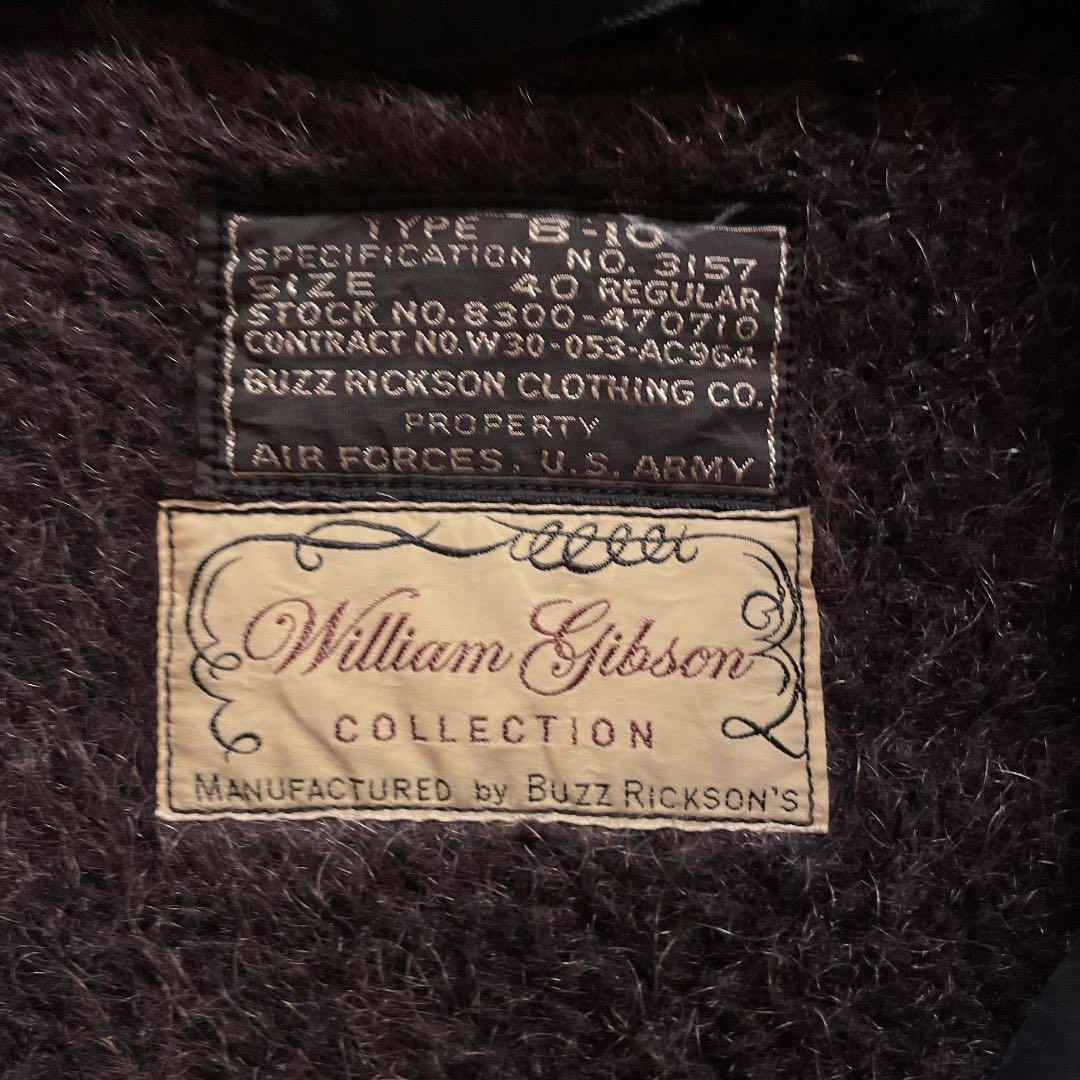 TYPE B-10
SPECIFICATION NO. 3157
SIZE 40 REGULAR
STOCK NO. 8300-470710
CONTRACT NO. W30-053-AC964
BUZZ RICKSON CLOTHING CO.
PROPERTY
AIR FORCES, U.S. ARMY
William Gibson
COLLECTION
MANUFACTURED by BUZZ RICKSON'S